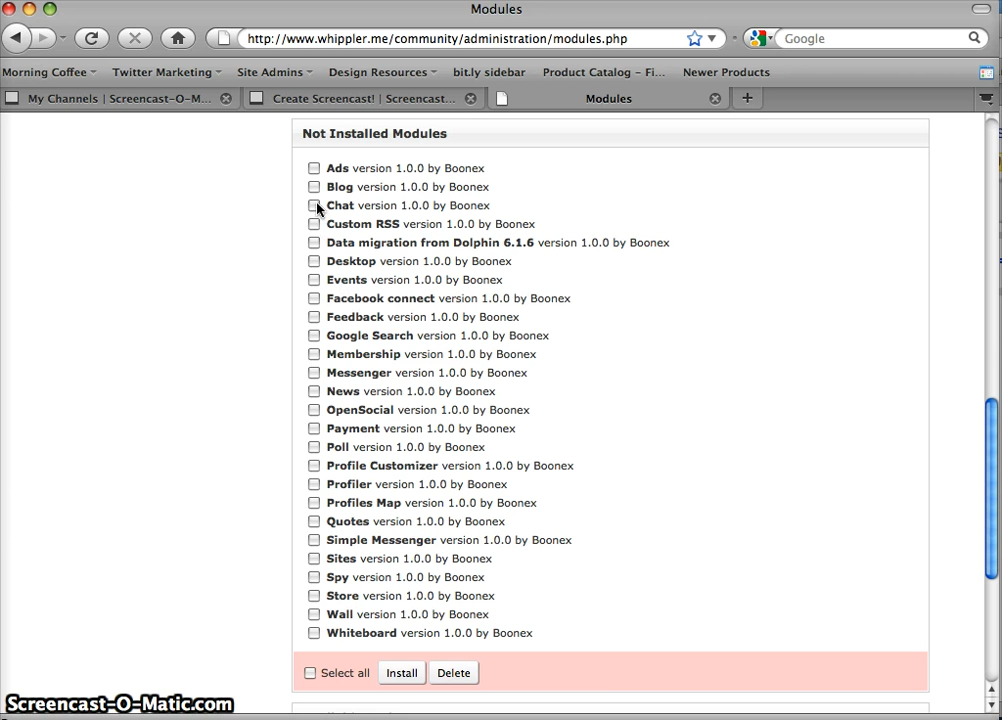 Modules
http://www.whippler.me/community/administration/modules.php
Google
Morning Coffee Twitter Marketing Site Admins Design Resources bit.ly sidebar Product Catalog – Fi... Newer Products
My Channels | Screencast-O-M... Create Screencast! | Screencast... Modules
Not Installed Modules
Ads version 1.0.0 by Boonex
Blog version 1.0.0 by Boonex
Chat version 1.0.0 by Boonex
Custom RSS version 1.0.0 by Boonex
Data migration from Dolphin 6.1.6 version 1.0.0 by Boonex
Desktop version 1.0.0 by Boonex
Events version 1.0.0 by Boonex
Facebook connect version 1.0.0 by Boonex
Feedback version 1.0.0 by Boonex
Google Search version 1.0.0 by Boonex
Membership version 1.0.0 by Boonex
Messenger version 1.0.0 by Boonex
News version 1.0.0 by Boonex
OpenSocial version 1.0.0 by Boonex
Payment version 1.0.0 by Boonex
Poll version 1.0.0 by Boonex
Profile Customizer version 1.0.0 by Boonex
Profiler version 1.0.0 by Boonex
Profiles Map version 1.0.0 by Boonex
Quotes version 1.0.0 by Boonex
Simple Messenger version 1.0.0 by Boonex
Sites version 1.0.0 by Boonex
Spy version 1.0.0 by Boonex
Store version 1.0.0 by Boonex
Wall version 1.0.0 by Boonex
Whiteboard version 1.0.0 by Boonex
Select all Install Delete
Screencast-O-Matic.com